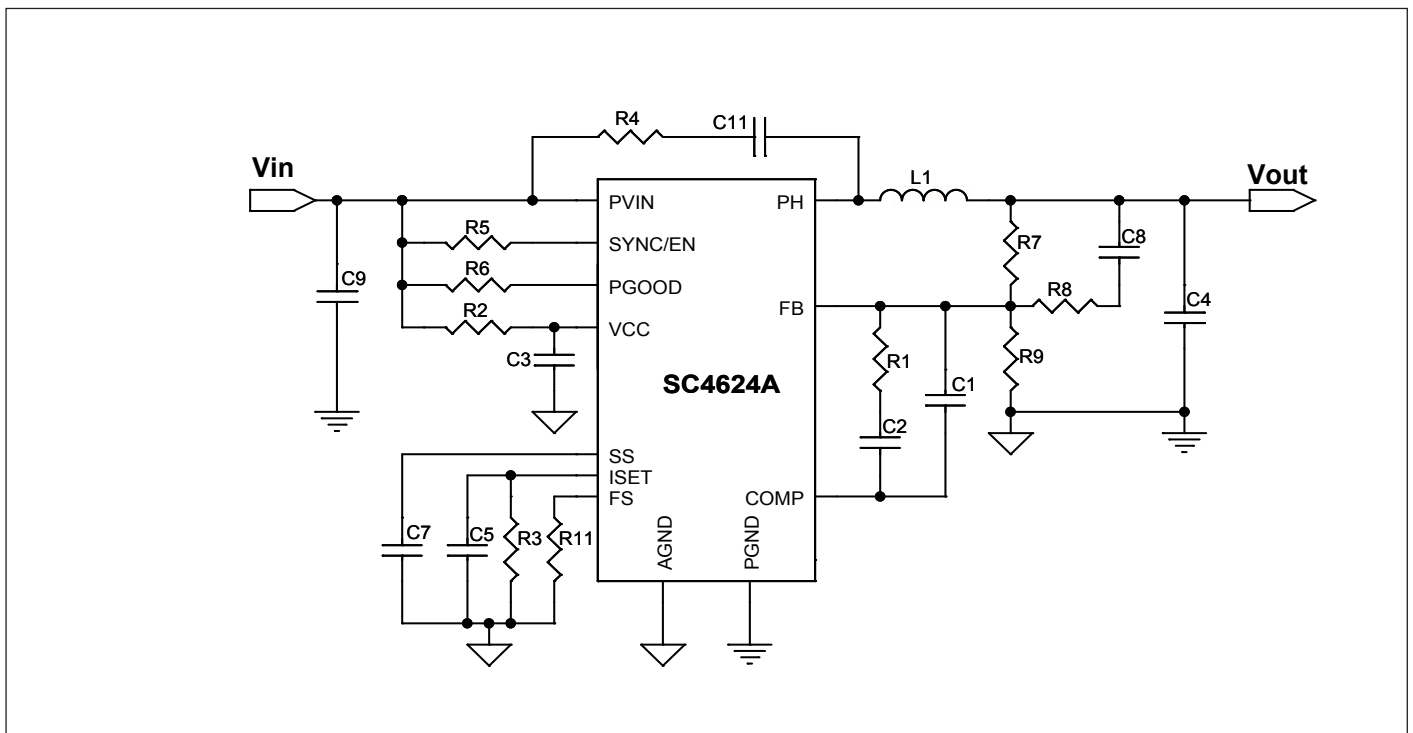 R4
C11
Vin
L1
Vout
PVIN
PH
R5
SYNC/EN
R7
C8
R6
PGOOD
C9
R8
FB
C4
R2
VCC
C3
R1
R9
SC4624A
C1
C2
SS
ISET
FS
COMP
C7
C5
R3
R11
AGND
PGND